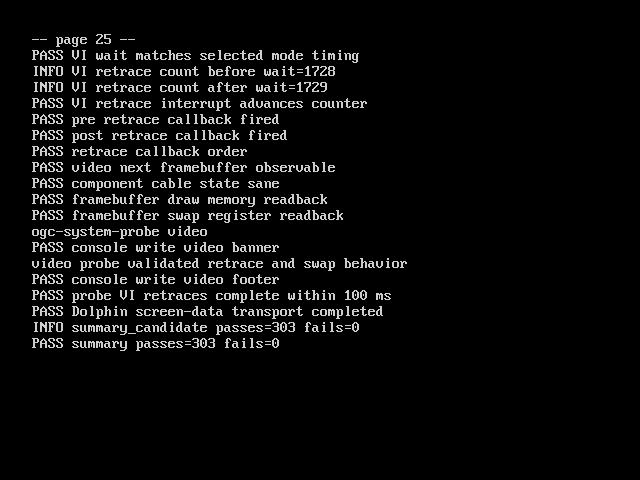 -- page 25 --
PASS VI wait matches selected mode timing
INFO VI retrace count before wait=1728
INFO VI retrace count after wait=1729
PASS VI retrace interrupt advances counter
PASS pre retrace callback fired
PASS post retrace callback fired
PASS retrace callback order
PASS video next framebuffer observable
PASS component cable state sane
PASS framebuffer draw memory readback
PASS framebuffer swap register readback
ogc-system-probe video
PASS console write video banner
video probe validated retrace and swap behavior
PASS console write video footer
PASS probe VI retraces complete within 100 ms
PASS Dolphin screen-data transport completed
INFO summary_candidate passes=303 fails=0
PASS summary passes=303 fails=0